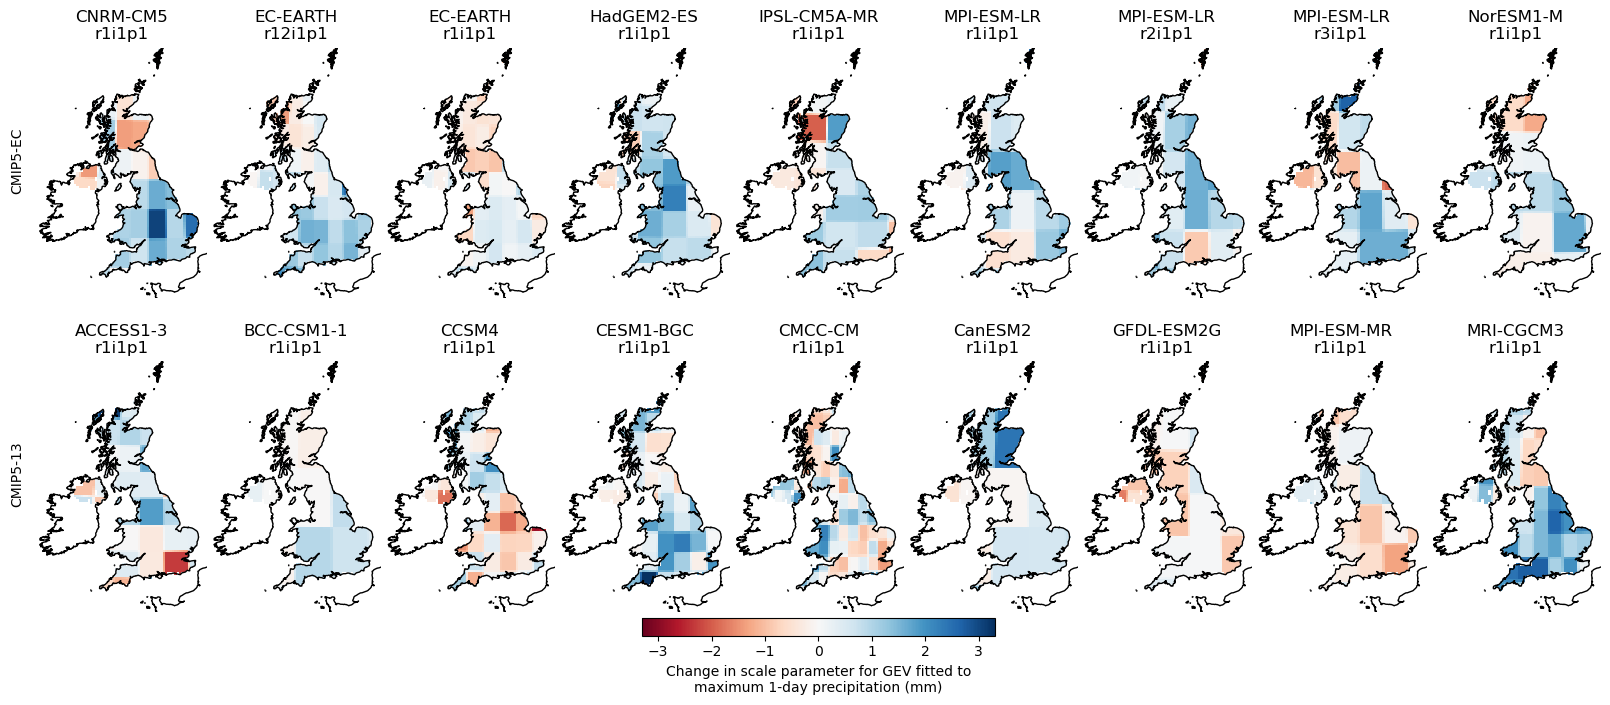 CNRM-CM5 EC-EARTH EC-EARTH HadGEM2-ES IPSL-CM5A-MR MPI-ESM-LR MPI-ESM-LR MPI-ESM-LR NorESM1-M
r1i1p1 r12i1p1 r1i1p1 r1i1p1 r1i1p1 r1i1p1 r2i1p1 r3i1p1 r1i1p1
CMIP5-EC
ACCESS1-3 BCC-CSM1-1 CCSM4 CESM1-BGC CMCC-CM CanESM2 GFDL-ESM2G MPI-ESM-MR MRI-CGCM3
r1i1p1 r1i1p1 r1i1p1 r1i1p1 r1i1p1 r1i1p1 r1i1p1 r1i1p1 r1i1p1
CMIP5-13
−3 −2 −1 0 1 2 3
Change in scale parameter for GEV fitted to
maximum 1-day precipitation (mm)